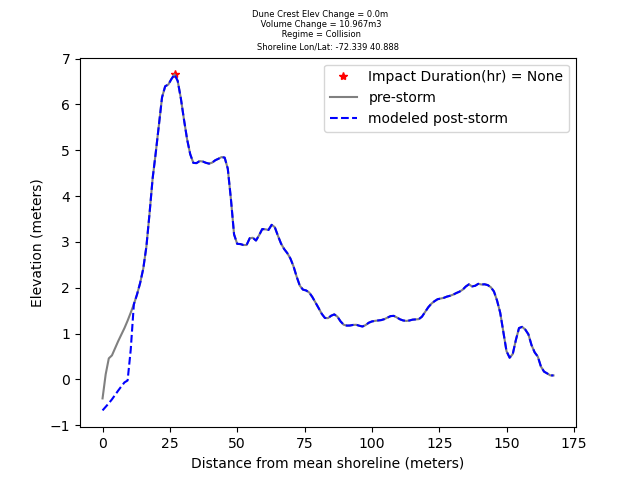 Dune Crest Elev Change = 0.0m
Volume Change = 10.967m3
Regime = Collision
Shoreline Lon/Lat: -72.339 40.888
Impact Duration(hr) = None
pre-storm
modeled post-storm
7
6
5
4
3
2
1
0
−1
Elevation (meters)
0 25 50 75 100 125 150 175
Distance from mean shoreline (meters)